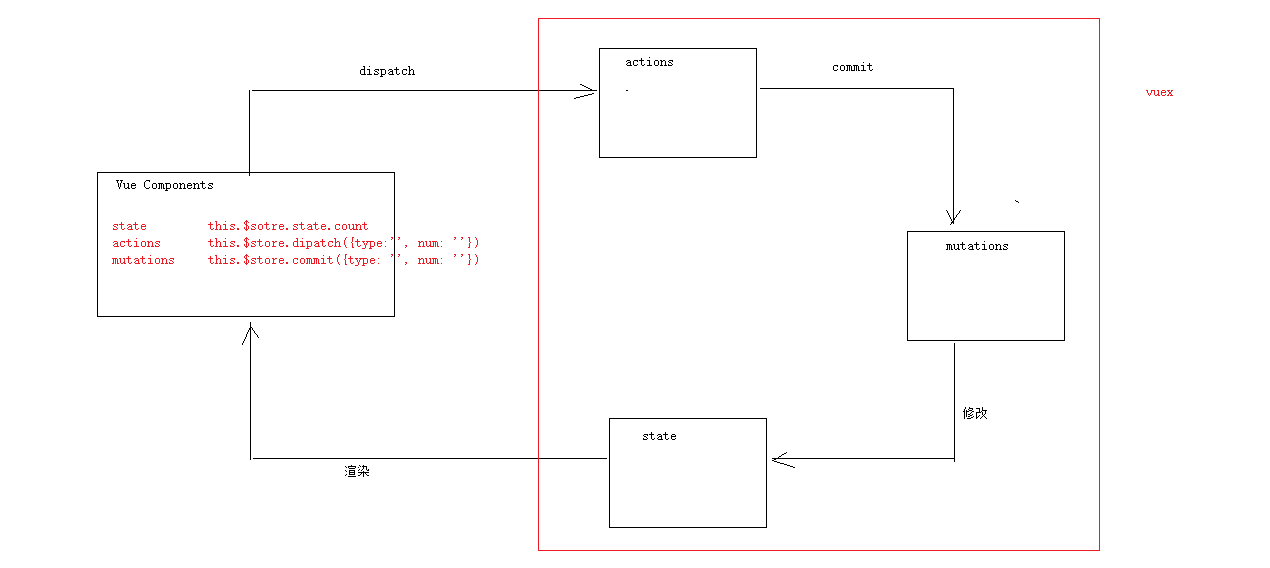 dispatch
actions
commit
vuex
Vue Components
state this.$sotre.state.count
actions this.$store.dipatch({type:'', num: ''})
mutations this.$store.commit({type: '', num: ''})
mutations
修改
state
渲染